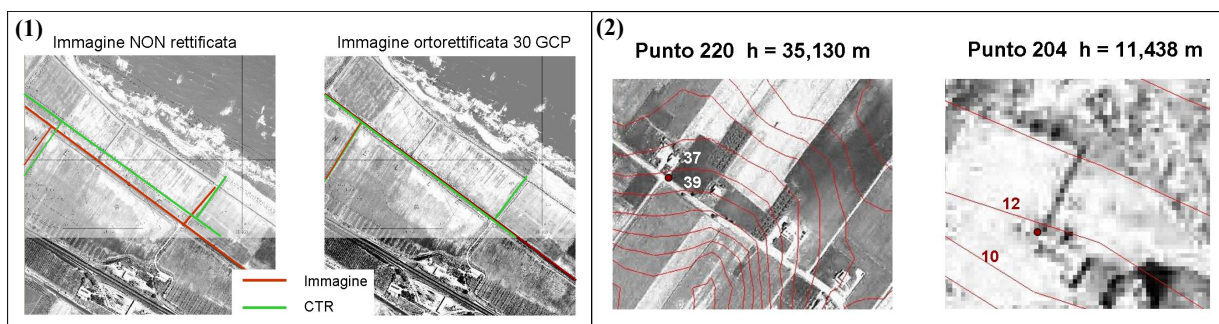 (1)
Immagine NON rettificata
Immagine ortorettificata 30 GCP
Immagine
CTR
(2)
Punto 220 h = 35,130 m
Punto 204 h = 11,438 m
37
39
12
10